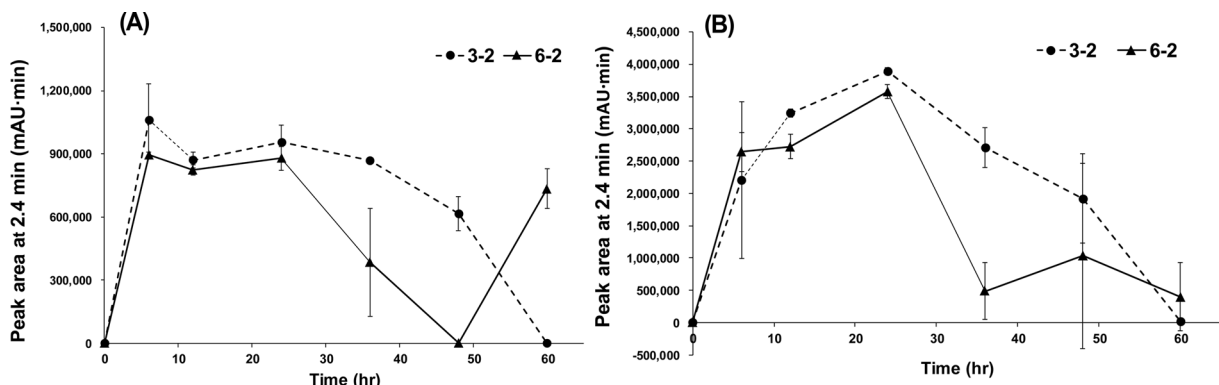 (A)
3-2 6-2
Peak area at 2.4 min (mAU·min)
1,500,000
1,200,000
900,000
600,000
300,000
0
0 10 20 30 40 50 60
Time (hr)
(B)
3-2 6-2
Peak area at 2.4 min (mAU·min)
4,500,000
4,000,000
3,500,000
3,000,000
2,500,000
2,000,000
1,500,000
1,000,000
500,000
0
-500,000
0 10 20 30 40 50 60
Time (hr)